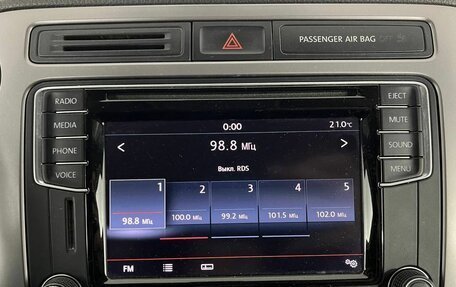 PASSENGER AIR BAG OFF
RADIO
MEDIA
PHONE
VOICE
EJECT
MUTE
SOUND
MENU
0:00 21.0°C
< 98.8 МГц >
Выкл. RDS
1 2 3 4 5
98.8 МГц 100.0 МГц 99.2 МГц 101.5 МГц 102.0 МГц
FM